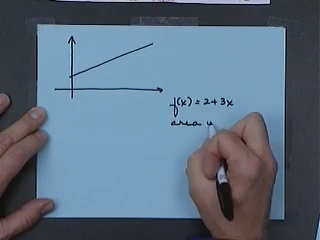 f(x) = 2 + 3x
area